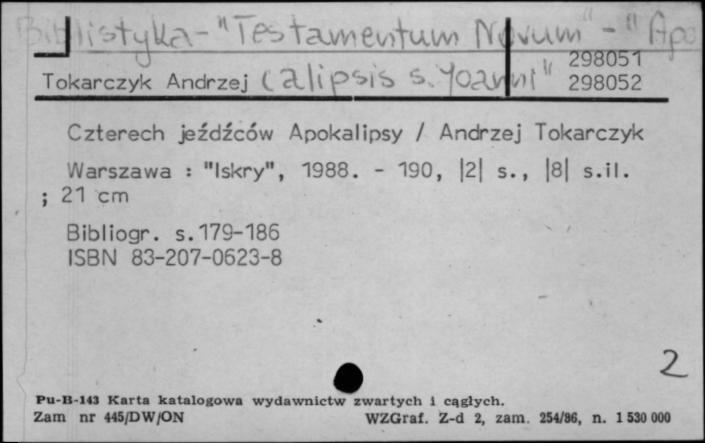 Biblistyka - "Testamentum Novum" - "Apo
298051
Tokarczyk Andrzej calipsis s. Yoanni" 298052
Czterech jeźdźców Apokalipsy / Andrzej Tokarczyk
Warszawa : "Iskry", 1988. - 190, |2| s., |8| s.il.
; 21 cm
Bibliogr. s.179-186
ISBN 83-207-0623-8
2
Pu-B-143 Karta katalogowa wydawnictw zwartych i cągłych.
Zam nr 445/DW/ON WZGraf. Z-d 2, zam. 254/86, n. 1 530 000